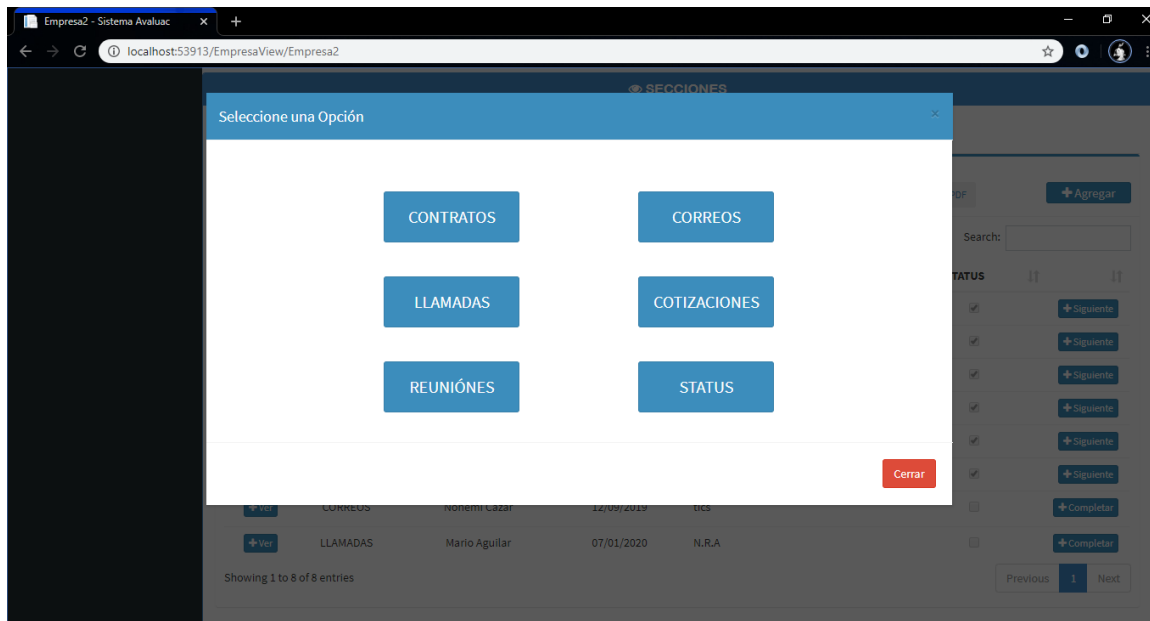 Empresa2 - Sistema Avaluac
localhost:53913/EmpresaView/Empresa2
SECCIONES
Seleccione una Opción
PDF
Agregar
CONTRATOS
CORREOS
Search:
TATUS
LLAMADAS
COTIZACIONES
Siguiente
Siguiente
Siguiente
REUNIÓNES
STATUS
Siguiente
Siguiente
Cerrar
Siguiente
Ver CORREOS Nohemi Cazar 12/09/2019 tics Completar
Ver LLAMADAS Mario Aguilar 07/01/2020 N.R.A Completar
Showing 1 to 8 of 8 entries
Previous 1 Next